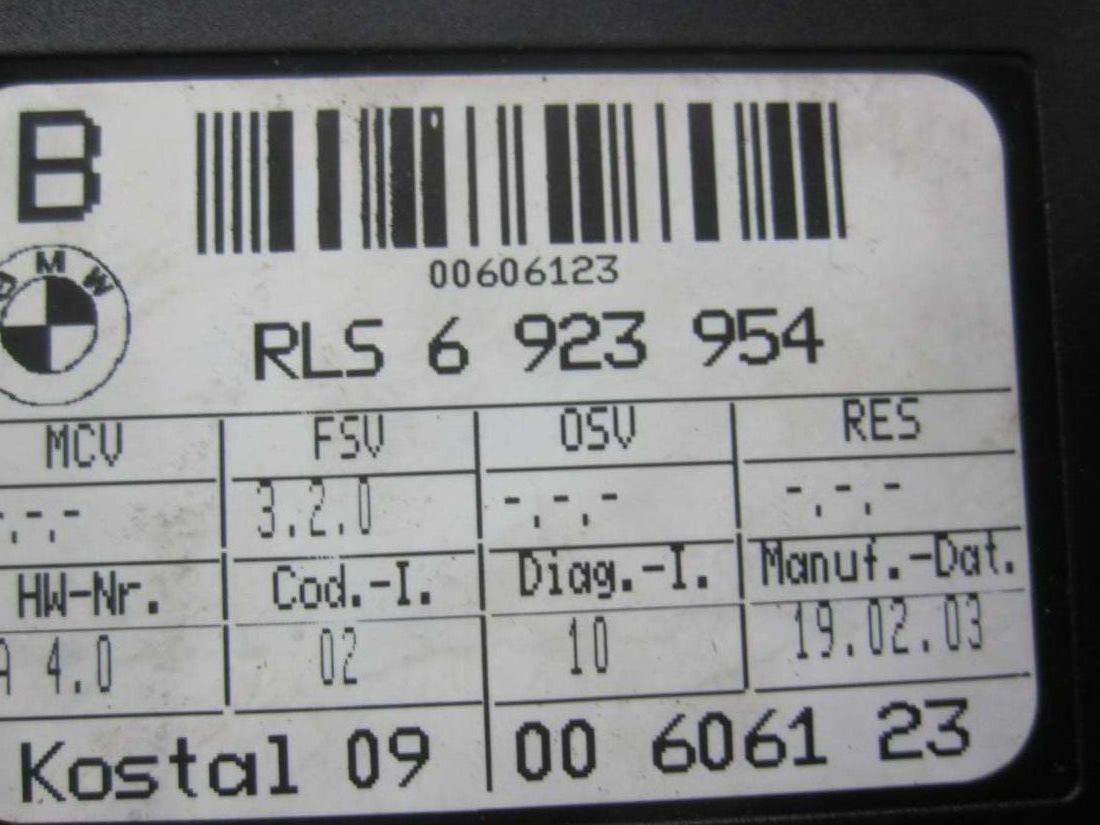 B
00606123
BMW
RLS 6 923 954
MCV FSV OSV RES
-.-.- 3.2.0 -.-.- -.-.-
HW-Nr. Cod.-I. Diag.-I. Manuf.-Dat.
A 4.0 02 10 19.02.03
Kostal 09 00 6061 23